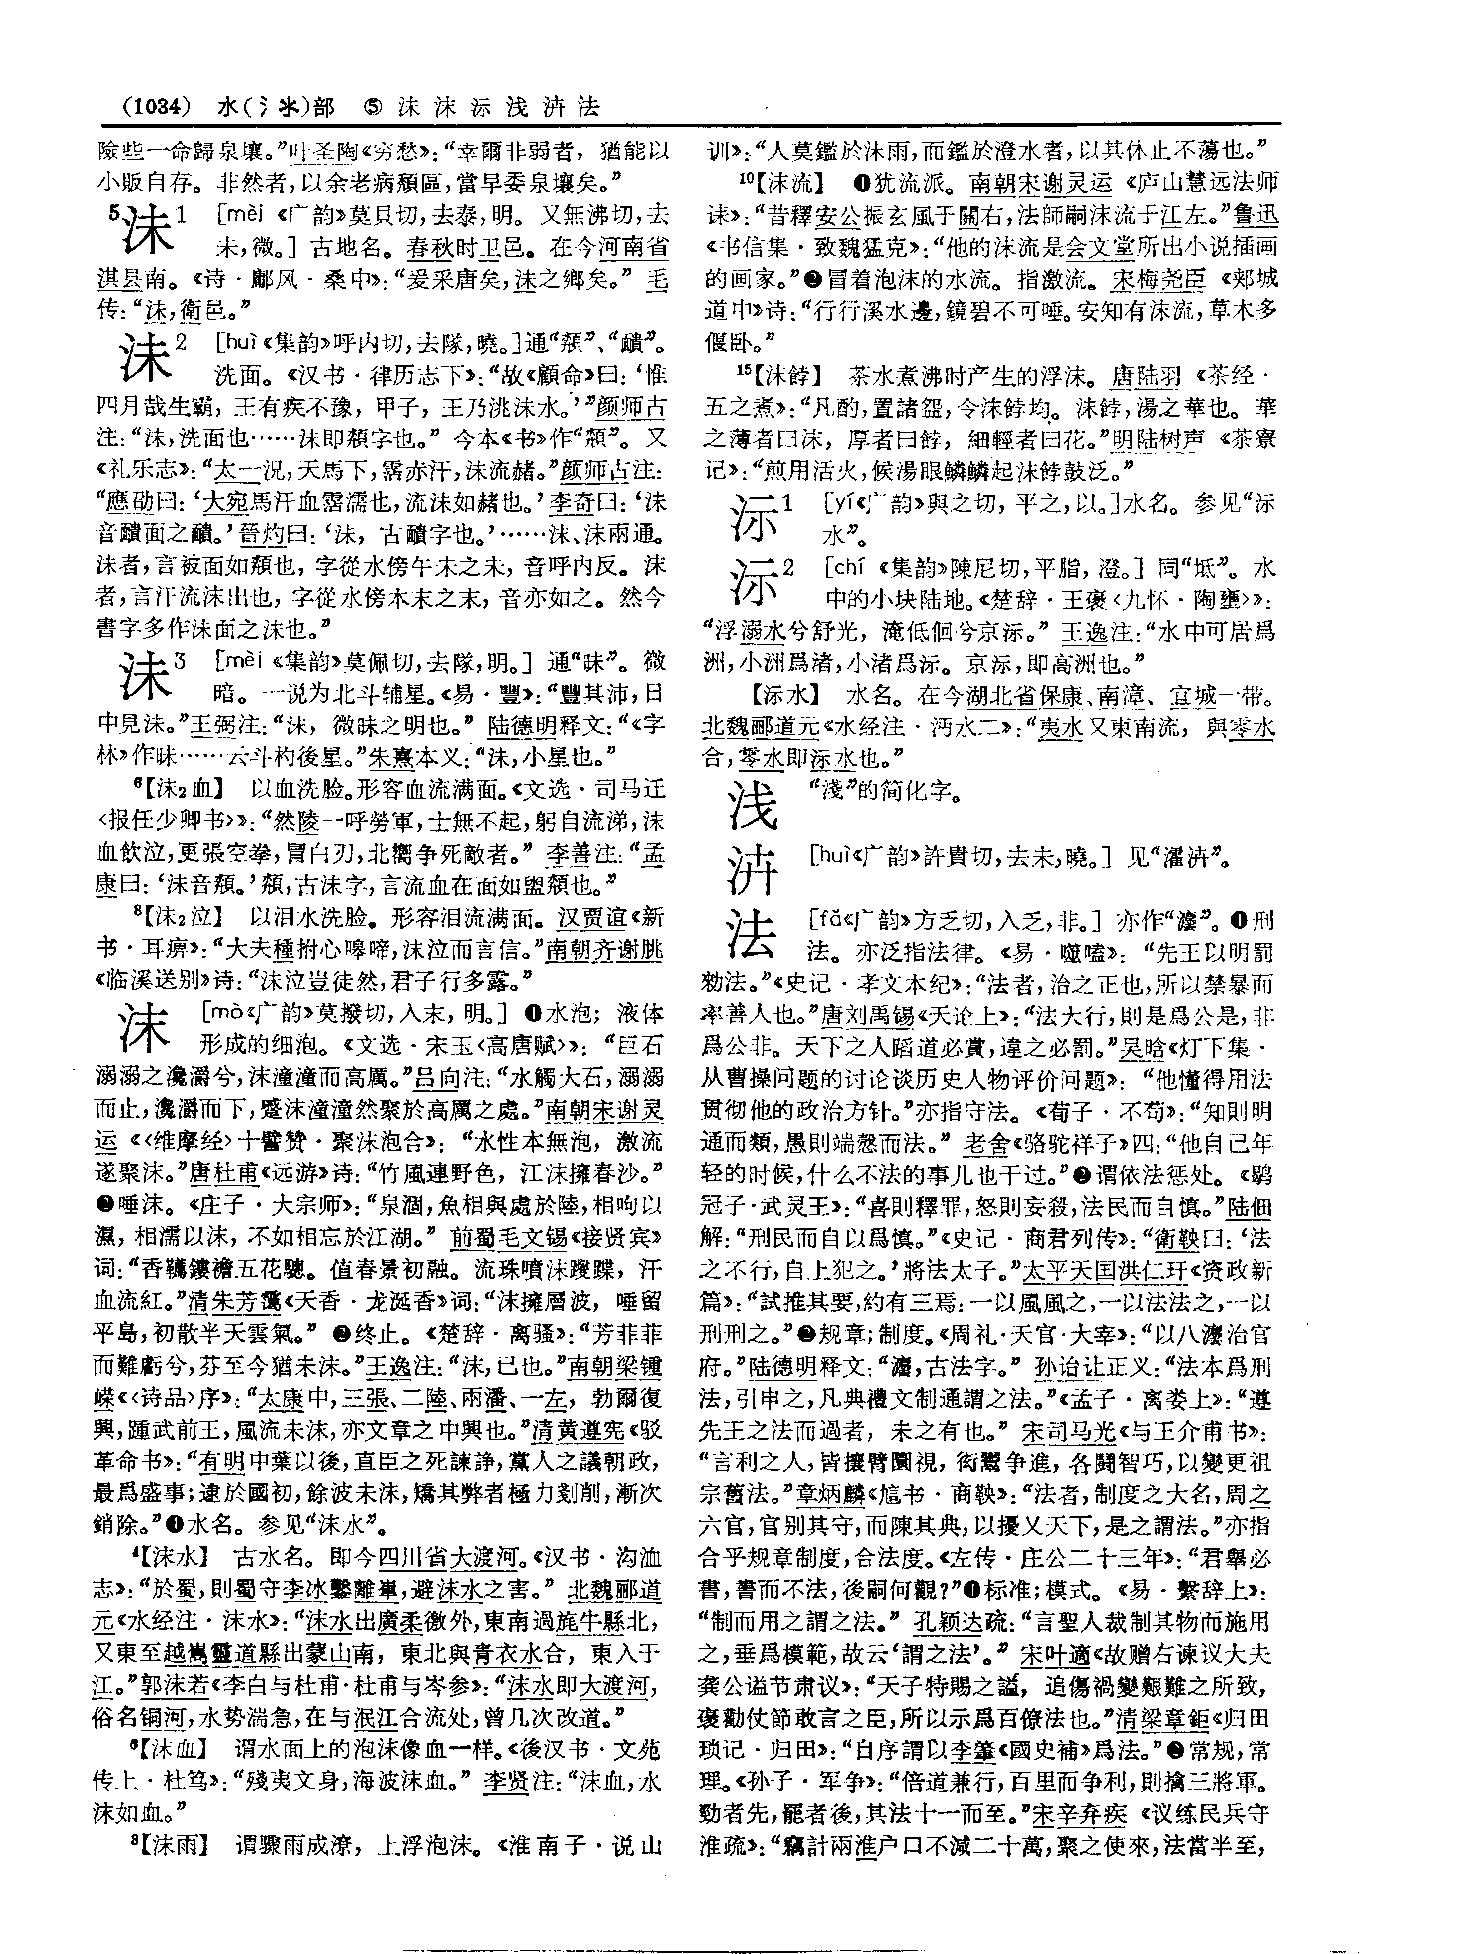 (1034) 水(氵氺)部 ⑤ 沬 沫 沶 浅 泋 法
險些一命歸泉壤。”叶圣陶《穷愁》：“幸爾非弱者，猶能以
小販自存。非然者，以余老病頹區，當早委泉壤矣。”
5沬1 [mèi《广韵》莫貝切，去泰，明。又無沸切，去
未，微。] 古地名。春秋时卫邑。在今河南省
淇县南。《诗·鄘风·桑中》：“爰采唐矣，沬之鄉矣。” 毛
传：“沬，衛邑。”
沬2 [huì《集韵》呼内切，去隊，曉。]通“頮”、“靧”。
洗面。《汉书·律历志下》：“故《顧命》曰：‘惟
四月哉生霸，王有疾不豫，甲子，王乃洮沬水。’”颜师古
注：“沬，洗面也……沬即頮字也。” 今本《书》作“頮”。又
《礼乐志》：“太一况，天馬下，霑赤汗，沬流赭。”颜师古注：
“應劭曰：‘大宛馬汗血霑濡也，流沬如赭也。’李奇曰：‘沬
音靧面之靧。’晉灼曰：‘沬，古靧字也。’……沬、沫兩通。
沬者，言被面如頮也，字從水傍午未之未，音呼内反。沫
者，言汗流沫出也，字從水傍本末之末，音亦如之。然今
書字多作沬面之沬也。”
沬3 [mèi《集韵》莫佩切，去隊，明。] 通“昧”。微
暗。一说为北斗辅星。《易·豐》：“豐其沛，日
中見沬。”王弼注：“沬，微昧之明也。” 陆德明释文：“《字
林》作昧……云斗杓後星。”朱熹本义：“沬，小星也。”
6【沬2血】 以血洗脸。形容血流满面。《文选·司马迁
〈报任少卿书〉》：“然陵一呼勞軍，士無不起，躬自流涕，沬
血飲泣，更張空拳，冒白刃，北嚮争死敵者。” 李善注：“孟
康曰：‘沬音頮。’頮，古沬字，言流血在面如盥頮也。”
8【沬2泣】 以泪水洗脸。形容泪流满面。汉贾谊《新
书·耳痹》：“大夫種拊心嗥啼，沬泣而言信。”南朝齐谢朓
《临溪送别》诗：“沬泣豈徒然，君子行多露。”
沫 [mò《广韵》莫撥切，入末，明。] ❶水泡；液体
形成的细泡。《文选·宋玉〈高唐赋〉》：“巨石
溺溺之瀺灂兮，沫潼潼而高厲。”吕向注：“水觸大石，溺溺
而止，瀺灂而下，蹙沫潼潼然聚於高厲之處。”南朝宋谢灵
运《〈维摩经〉十譬赞·聚沫泡合》：“水性本無泡，激流
遂聚沫。”唐杜甫《远游》诗：“竹風連野色，江沫擁春沙。”
❷唾沫。《庄子·大宗师》：“泉涸，魚相與處於陸，相呴以
濕，相濡以沫，不如相忘於江湖。” 前蜀毛文锡《接贤宾》
词：“香韉鏤襜五花驄。值春景初融。流珠噴沫躞蹀，汗
血流紅。”清朱芳靄《天香·龙涎香》词：“沫擁層波，唾留
平島，初散半天雲氣。” ❸终止。《楚辞·离骚》：“芳菲菲
而難虧兮，芬至今猶未沫。”王逸注：“沫，已也。”南朝梁锺
嵘《〈诗品〉序》：“太康中，三張、二陸、兩潘、一左，勃爾復
興，踵武前王，風流未沫，亦文章之中興也。”清黄遵宪《驳
革命书》：“有明中葉以後，直臣之死諫諍，黨人之議朝政，
最爲盛事；逮於國初，餘波未沫，矯其弊者極力剗削，漸次
銷除。”❹水名。参见“沫水”。
4【沫水】 古水名。即今四川省大渡河。《汉书·沟洫
志》：“於蜀，則蜀守李冰鑿離𡷫，避沫水之害。” 北魏郦道
元《水经注·沫水》：“沫水出廣柔徼外，東南過旄牛縣北，
又東至越嶲靈道縣出蒙山南，東北與青衣水合，東入于
江。”郭沫若《李白与杜甫·杜甫与岑参》：“沫水即大渡河，
俗名铜河，水势湍急，在与泯江合流处，曾几次改道。”
6【沫血】 谓水面上的泡沫像血一样。《後汉书·文苑
传上·杜笃》：“殘夷文身，海波沫血。” 李贤注：“沫血，水
沫如血。”
8【沫雨】 谓骤雨成潦，上浮泡沫。《淮南子·说山
训》：“人莫鑑於沫雨，而鑑於澄水者，以其休止不蕩也。”
10【沫流】 ❶犹流派。南朝宋谢灵运《庐山慧远法师
诔》：“昔釋安公振玄風于關右，法師嗣沫流于江左。”鲁迅
《书信集·致魏猛克》：“他的沫流是会文堂所出小说插画
的画家。”❷冒着泡沫的水流。指激流。宋梅尧臣《郏城
道中》诗：“行行溪水邊，鏡碧不可唾。安知有沫流，草木多
偃卧。”
15【沫餑】 茶水煮沸时产生的浮沫。唐陆羽《茶经·
五之煮》：“凡酌，置諸盌，令沫餑均。沫餑，湯之華也。華
之薄者曰沫，厚者曰餑，細輕者曰花。”明陆树声《茶寮
记》：“煎用活火，候湯眼鱗鱗起沫餑鼓泛。”
沶1 [yí《广韵》與之切，平之，以。]水名。参见“沶
水”。
沶2 [chí《集韵》陳尼切，平脂，澄。] 同“坻”。水
中的小块陆地。《楚辞·王褒〈九怀·陶壅〉》：
“浮溺水兮舒光，淹低佪兮京沶。” 王逸注：“水中可居爲
洲，小洲爲渚，小渚爲沶。京沶，即高洲也。”
【沶水】 水名。在今湖北省保康、南漳、宜城一带。
北魏郦道元《水经注·沔水二》：“夷水又東南流，與零水
合，零水即沶水也。”
浅 “淺”的简化字。
泋 [huì《广韵》許貴切，去未，曉。] 见“濩泋”。
法 [fǎ《广韵》方乏切，入乏，非。] 亦作“灋”。❶刑
法。亦泛指法律。《易·噬嗑》：“先王以明罰
勑法。”《史记·孝文本纪》：“法者，治之正也，所以禁暴而
率善人也。”唐刘禹锡《天论上》：“法大行，則是爲公是，非
爲公非。天下之人蹈道必賞，違之必罰。”吴晗《灯下集·
从曹操问题的讨论谈历史人物评价问题》：“他懂得用法
贯彻他的政治方针。”亦指守法。《荀子·不苟》：“知則明
通而類，愚則端慤而法。” 老舍《骆驼祥子》四：“他自己年
轻的时候，什么不法的事儿也干过。”❷谓依法惩处。《鹖
冠子·武灵王》：“喜則釋罪，怒則妄殺，法民而自慎。”陆佃
解：“刑民而自以爲慎。”《史记·商君列传》：“衛鞅曰：‘法
之不行，自上犯之。’將法太子。”太平天国洪仁玕《资政新
篇》：“試推其要，約有三焉：一以風風之，一以法法之，一以
刑刑之。”❸规章；制度。《周礼·天官·大宰》：“以八灋治官
府。”陆德明释文：“灋，古法字。” 孙诒让正义：“法本爲刑
法，引申之，凡典禮文制通謂之法。”《孟子·离娄上》：“遵
先王之法而過者，未之有也。” 宋司马光《与王介甫书》：
“言利之人，皆攘臂圜視，衒鬻争進，各鬭智巧，以變更祖
宗舊法。”章炳麟《訄书·商鞅》：“法者，制度之大名，周之
六官，官别其守，而陳其典，以擾乂天下，是之謂法。”亦指
合乎规章制度，合法度。《左传·庄公二十三年》：“君舉必
書，書而不法，後嗣何觀？”❹标准；模式。《易·繫辞上》：
“制而用之謂之法。” 孔颖达疏：“言聖人裁制其物而施用
之，垂爲模範，故云‘謂之法’。” 宋叶適《故赠右谏议大夫
龚公谥节肃议》：“天子特賜之謚，追傷禍變艱難之所致，
褒勸仗節敢言之臣，所以示爲百僚法也。”清梁章鉅《归田
琐记·归田》：“自序謂以李肇《國史補》爲法。”❺常规，常
理。《孙子·军争》：“倍道兼行，百里而争利，則擒三將軍。
勁者先，罷者後，其法十一而至。”宋辛弃疾《议练民兵守
淮疏》：“竊計兩淮户口不減二十萬，聚之使來，法當半至，